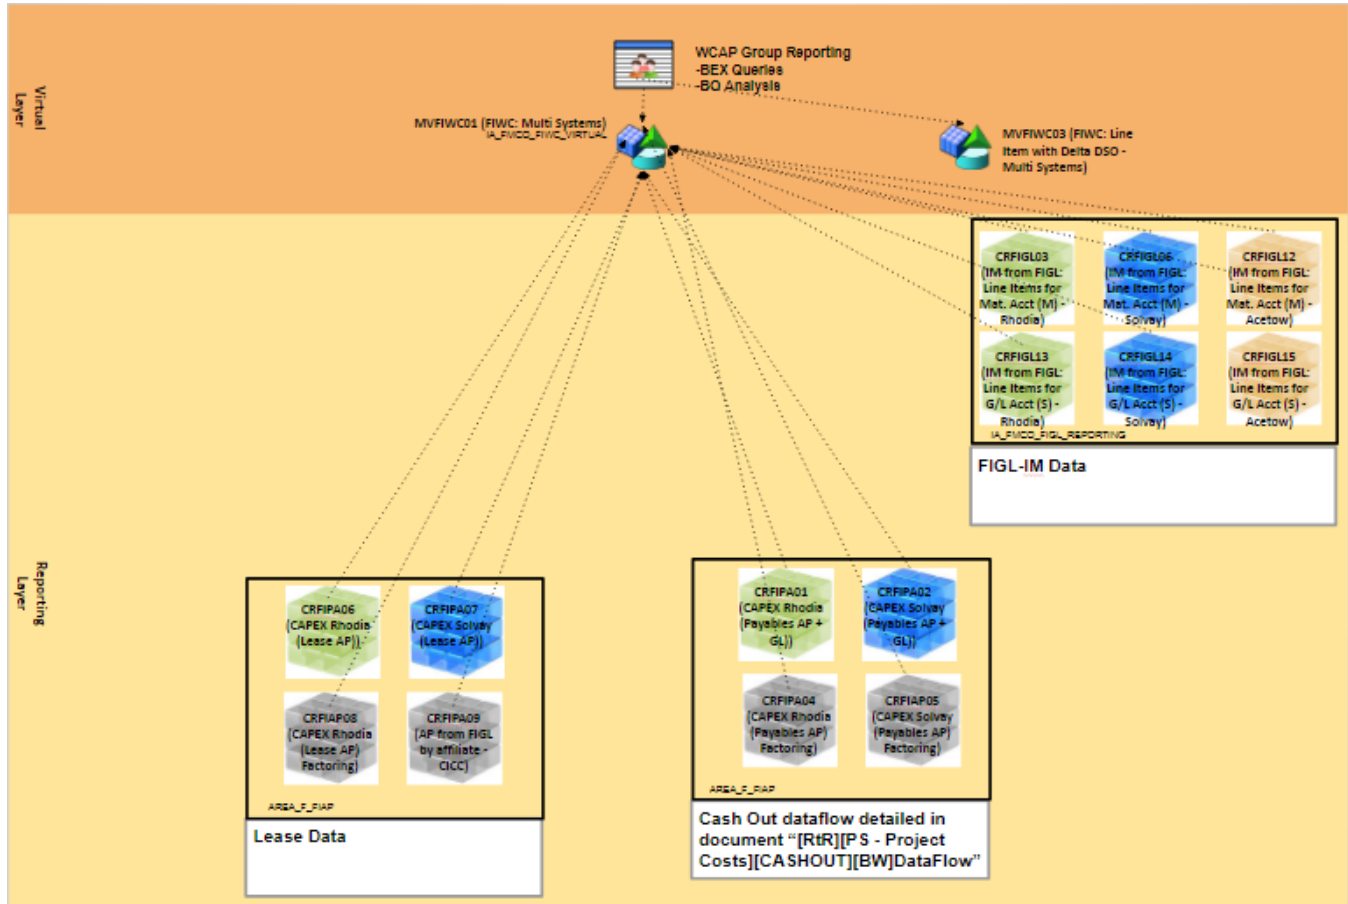 Virtual
Layer
WCAP Group Reporting
-BEX Queries
-BO Analysis
MVFIWC01 (FIWC: Multi Systems)
IA_FMCO_FIWC_VIRTUAL
MVFIWC03 (FIWC: Line
Item with Delta DSO -
Multi Systems)
Reporting
Layer
CRFIGL03
(IM from FIGL:
Line Items for
Mat. Acct (M) -
Rhodia)
CRFIGL06
(IM from FIGL:
Line Items for
Mat. Acct (M) -
Solvay)
CRFIGL12
(IM from FIGL:
Line Items for
Mat. Acct (M) -
Acetow)
CRFIGL13
(IM from FIGL:
Line Items for
G/L Acct (S) -
Rhodia)
CRFIGL14
(IM from FIGL:
Line Items for
G/L Acct (S) -
Solvay)
CRFIGL15
(IM from FIGL:
Line Items for
G/L Acct (S) -
Acetow)
IA_FMCO_FIGL_REPORTING
FIGL-IM Data
CRFIPA06
(CAPEX Rhodia
(Lease AP))
CRFIPA07
(CAPEX Solvay
(Lease AP))
CRFIAP08
(CAPEX Rhodia
(Lease AP)
Factoring)
CRFIPA09
(AP from FIGL
by affiliate -
CICC)
AREA_F_FIAP
Lease Data
CRFIPA01
(CAPEX Rhodia
(Payables AP +
GL))
CRFIPA02
(CAPEX Solvay
(Payables AP +
GL))
CRFIPA04
(CAPEX Rhodia
(Payables AP)
Factoring)
CRFIAP05
(CAPEX Solvay
(Payables AP)
Factoring)
AREA_F_FIAP
Cash Out dataflow detailed in
document “[RtR][PS - Project
Costs][CASHOUT][BW]DataFlow”